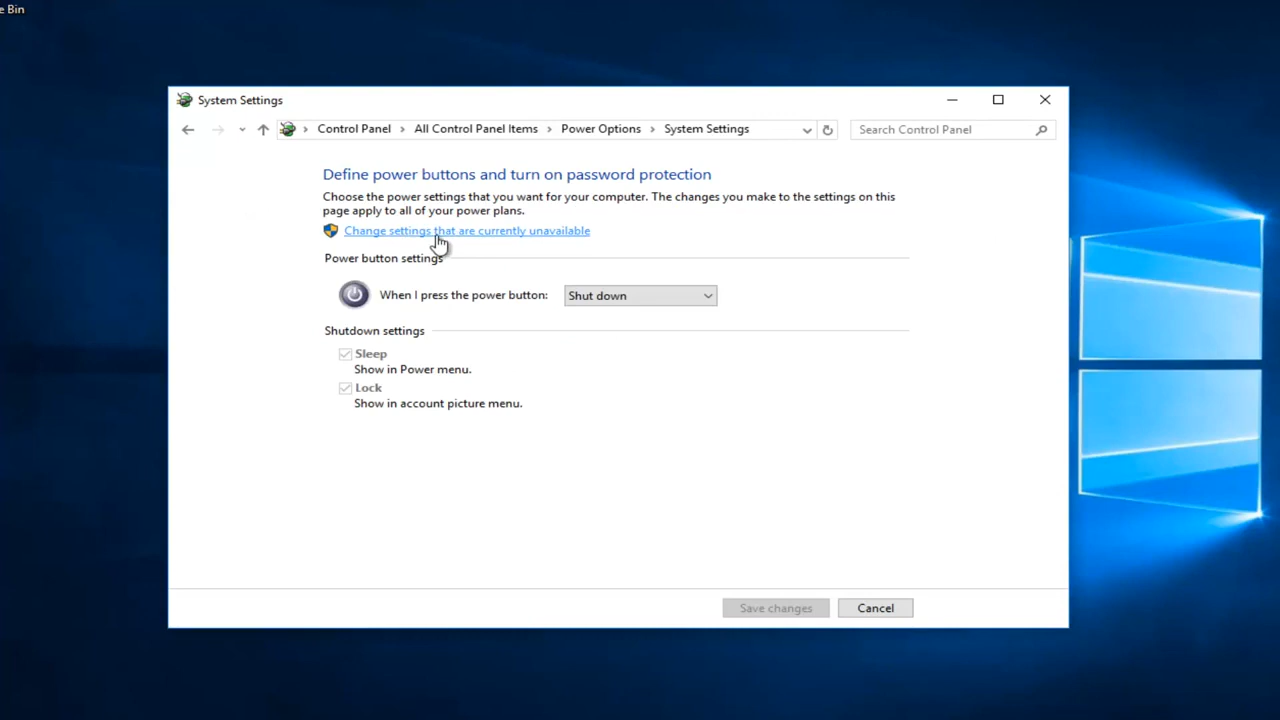 e Bin
System Settings
Control Panel > All Control Panel Items > Power Options > System Settings
Search Control Panel
Define power buttons and turn on password protection
Choose the power settings that you want for your computer. The changes you make to the settings on this
page apply to all of your power plans.
Change settings that are currently unavailable
Power button settings
When I press the power button: Shut down
Shutdown settings
Sleep
Show in Power menu.
Lock
Show in account picture menu.
Save changes Cancel